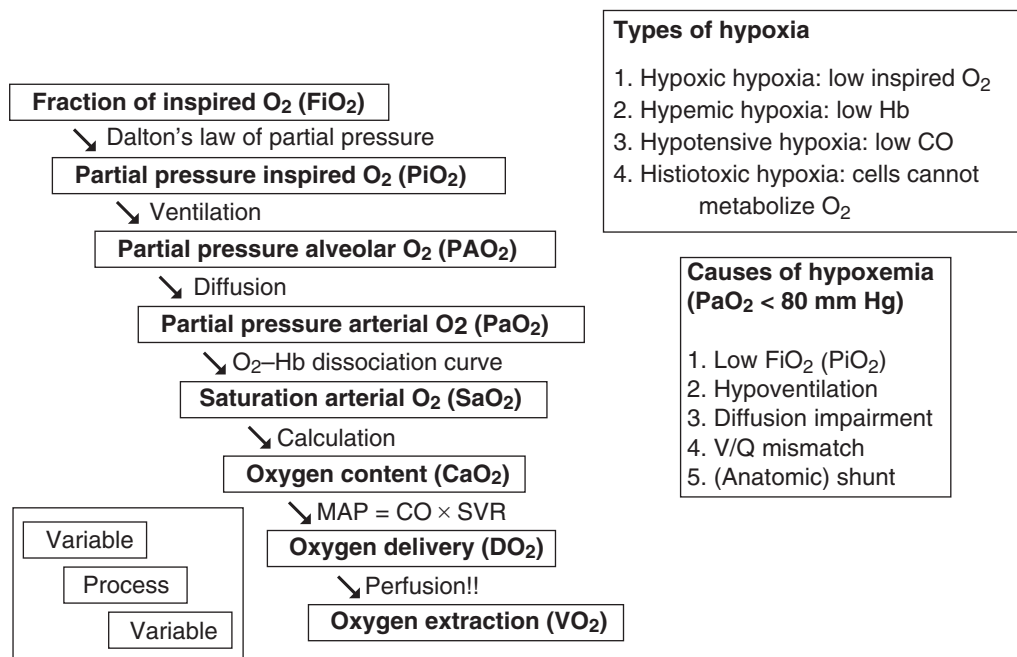 Fraction of inspired O₂ (FiO₂)
Dalton's law of partial pressure
Partial pressure inspired O₂ (PiO₂)
Ventilation
Partial pressure alveolar O₂ (PAO₂)
Diffusion
Partial pressure arterial O2 (PaO₂)
O₂–Hb dissociation curve
Saturation arterial O₂ (SaO₂)
Calculation
Oxygen content (CaO₂)
MAP = CO × SVR
Oxygen delivery (DO₂)
Perfusion!!
Oxygen extraction (VO₂)
Types of hypoxia
1. Hypoxic hypoxia: low inspired O₂
2. Hypemic hypoxia: low Hb
3. Hypotensive hypoxia: low CO
4. Histiotoxic hypoxia: cells cannot
metabolize O₂
Causes of hypoxemia
(PaO₂ < 80 mm Hg)
1. Low FiO₂ (PiO₂)
2. Hypoventilation
3. Diffusion impairment
4. V/Q mismatch
5. (Anatomic) shunt
Variable
Process
Variable